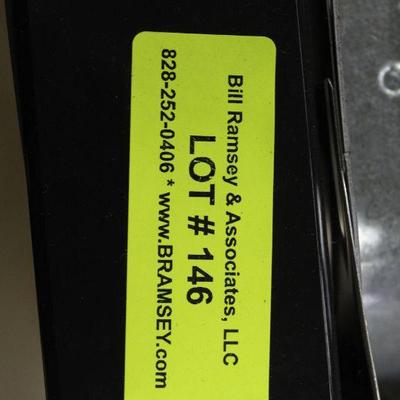 Bill Ramsey & Associates, LLC
LOT # 146
828-252-0406 * www.BRAMSEY.com